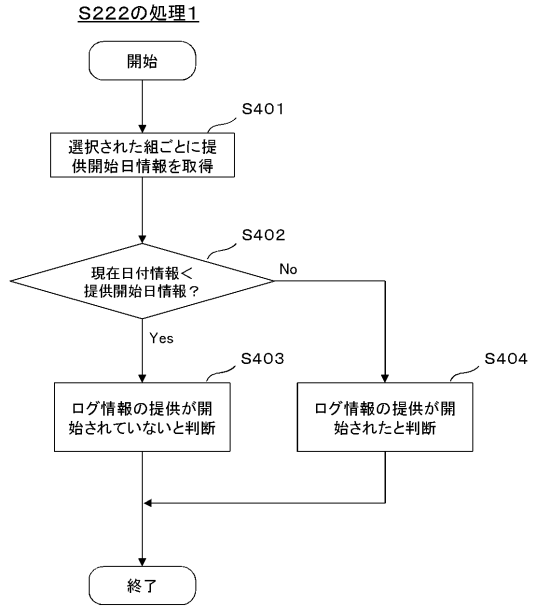 S222の処理1
開始
S401
選択された組ごとに提
供開始日情報を取得
S402
現在日付情報<
提供開始日情報?
No
Yes
S403
ログ情報の提供が開
始されていないと判断
S404
ログ情報の提供が開
始されたと判断
終了